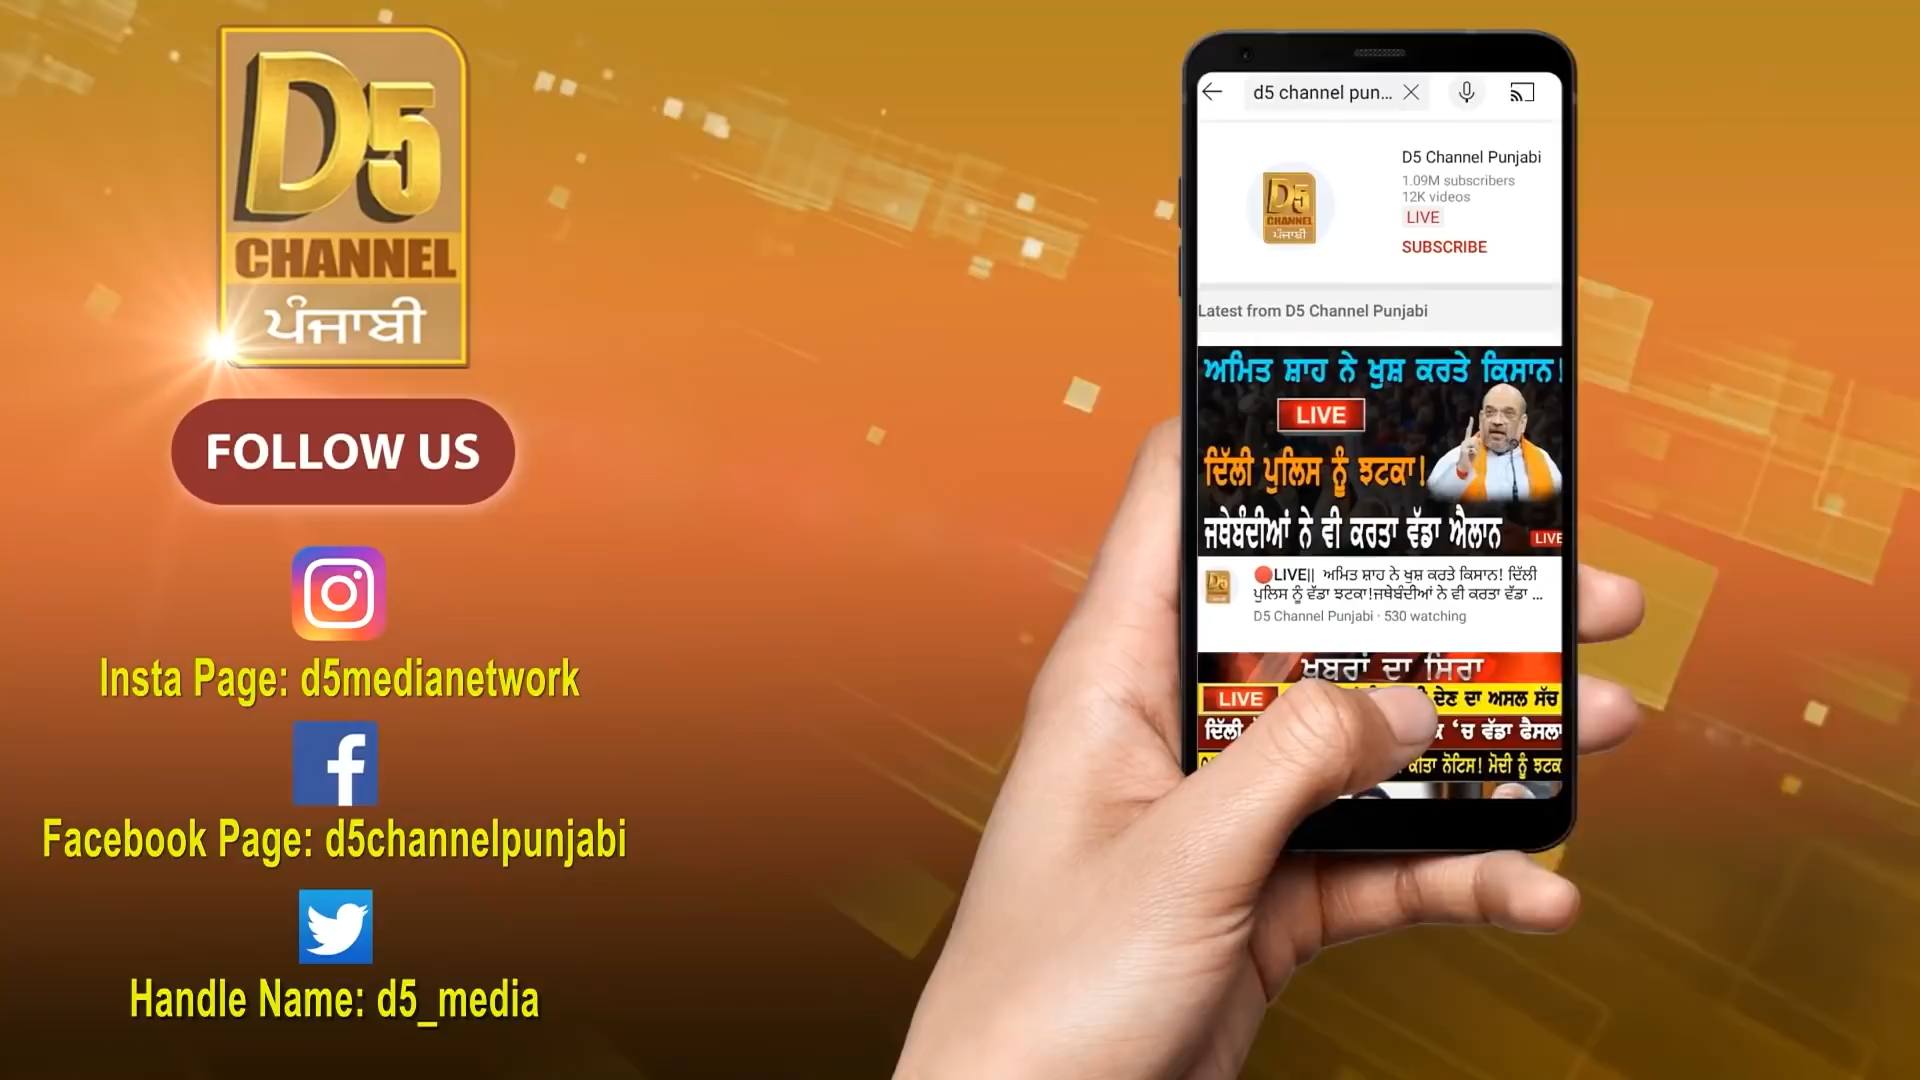 D5
CHANNEL
ਪੰਜਾਬੀ
FOLLOW US
Insta Page: d5medianetwork
Facebook Page: d5channelpunjabi
Handle Name: d5_media
d5 channel pun...
D5 Channel Punjabi
1.09M subscribers
12K videos
LIVE
SUBSCRIBE
D5
CHANNEL
ਪੰਜਾਬੀ
Latest from D5 Channel Punjabi
ਅਮਿਤ ਸ਼ਾਹ ਨੇ ਖੁਸ਼ ਕਰਤੇ ਕਿਸਾਨ!
LIVE
ਦਿੱਲੀ ਪੁਲਿਸ ਨੂੰ ਝਟਕਾ!
ਜਥੇਬੰਦੀਆਂ ਨੇ ਵੀ ਕਰਤਾ ਵੱਡਾ ਐਲਾਨ
LIVE
🔴LIVE|| ਅਮਿਤ ਸ਼ਾਹ ਨੇ ਖੁਸ਼ ਕਰਤੇ ਕਿਸਾਨ! ਦਿੱਲੀ
ਪੁਲਿਸ ਨੂੰ ਵੱਡਾ ਝਟਕਾ!ਜਥੇਬੰਦੀਆਂ ਨੇ ਵੀ ਕਰਤਾ ਵੱਡਾ ...
D5 Channel Punjabi · 530 watching
ਖ਼ਬਰਾਂ ਦਾ ਸਿਰਾ
LIVE ਦੇਣ ਦਾ ਅਸਲ ਸੱਚ
ਦਿੱਲੀ 'ਚ ਵੱਡਾ ਫੈਸਲਾ
ਕੀਤਾ ਨੋਟਿਸ! ਮੋਦੀ ਨੂੰ ਝਟਕ